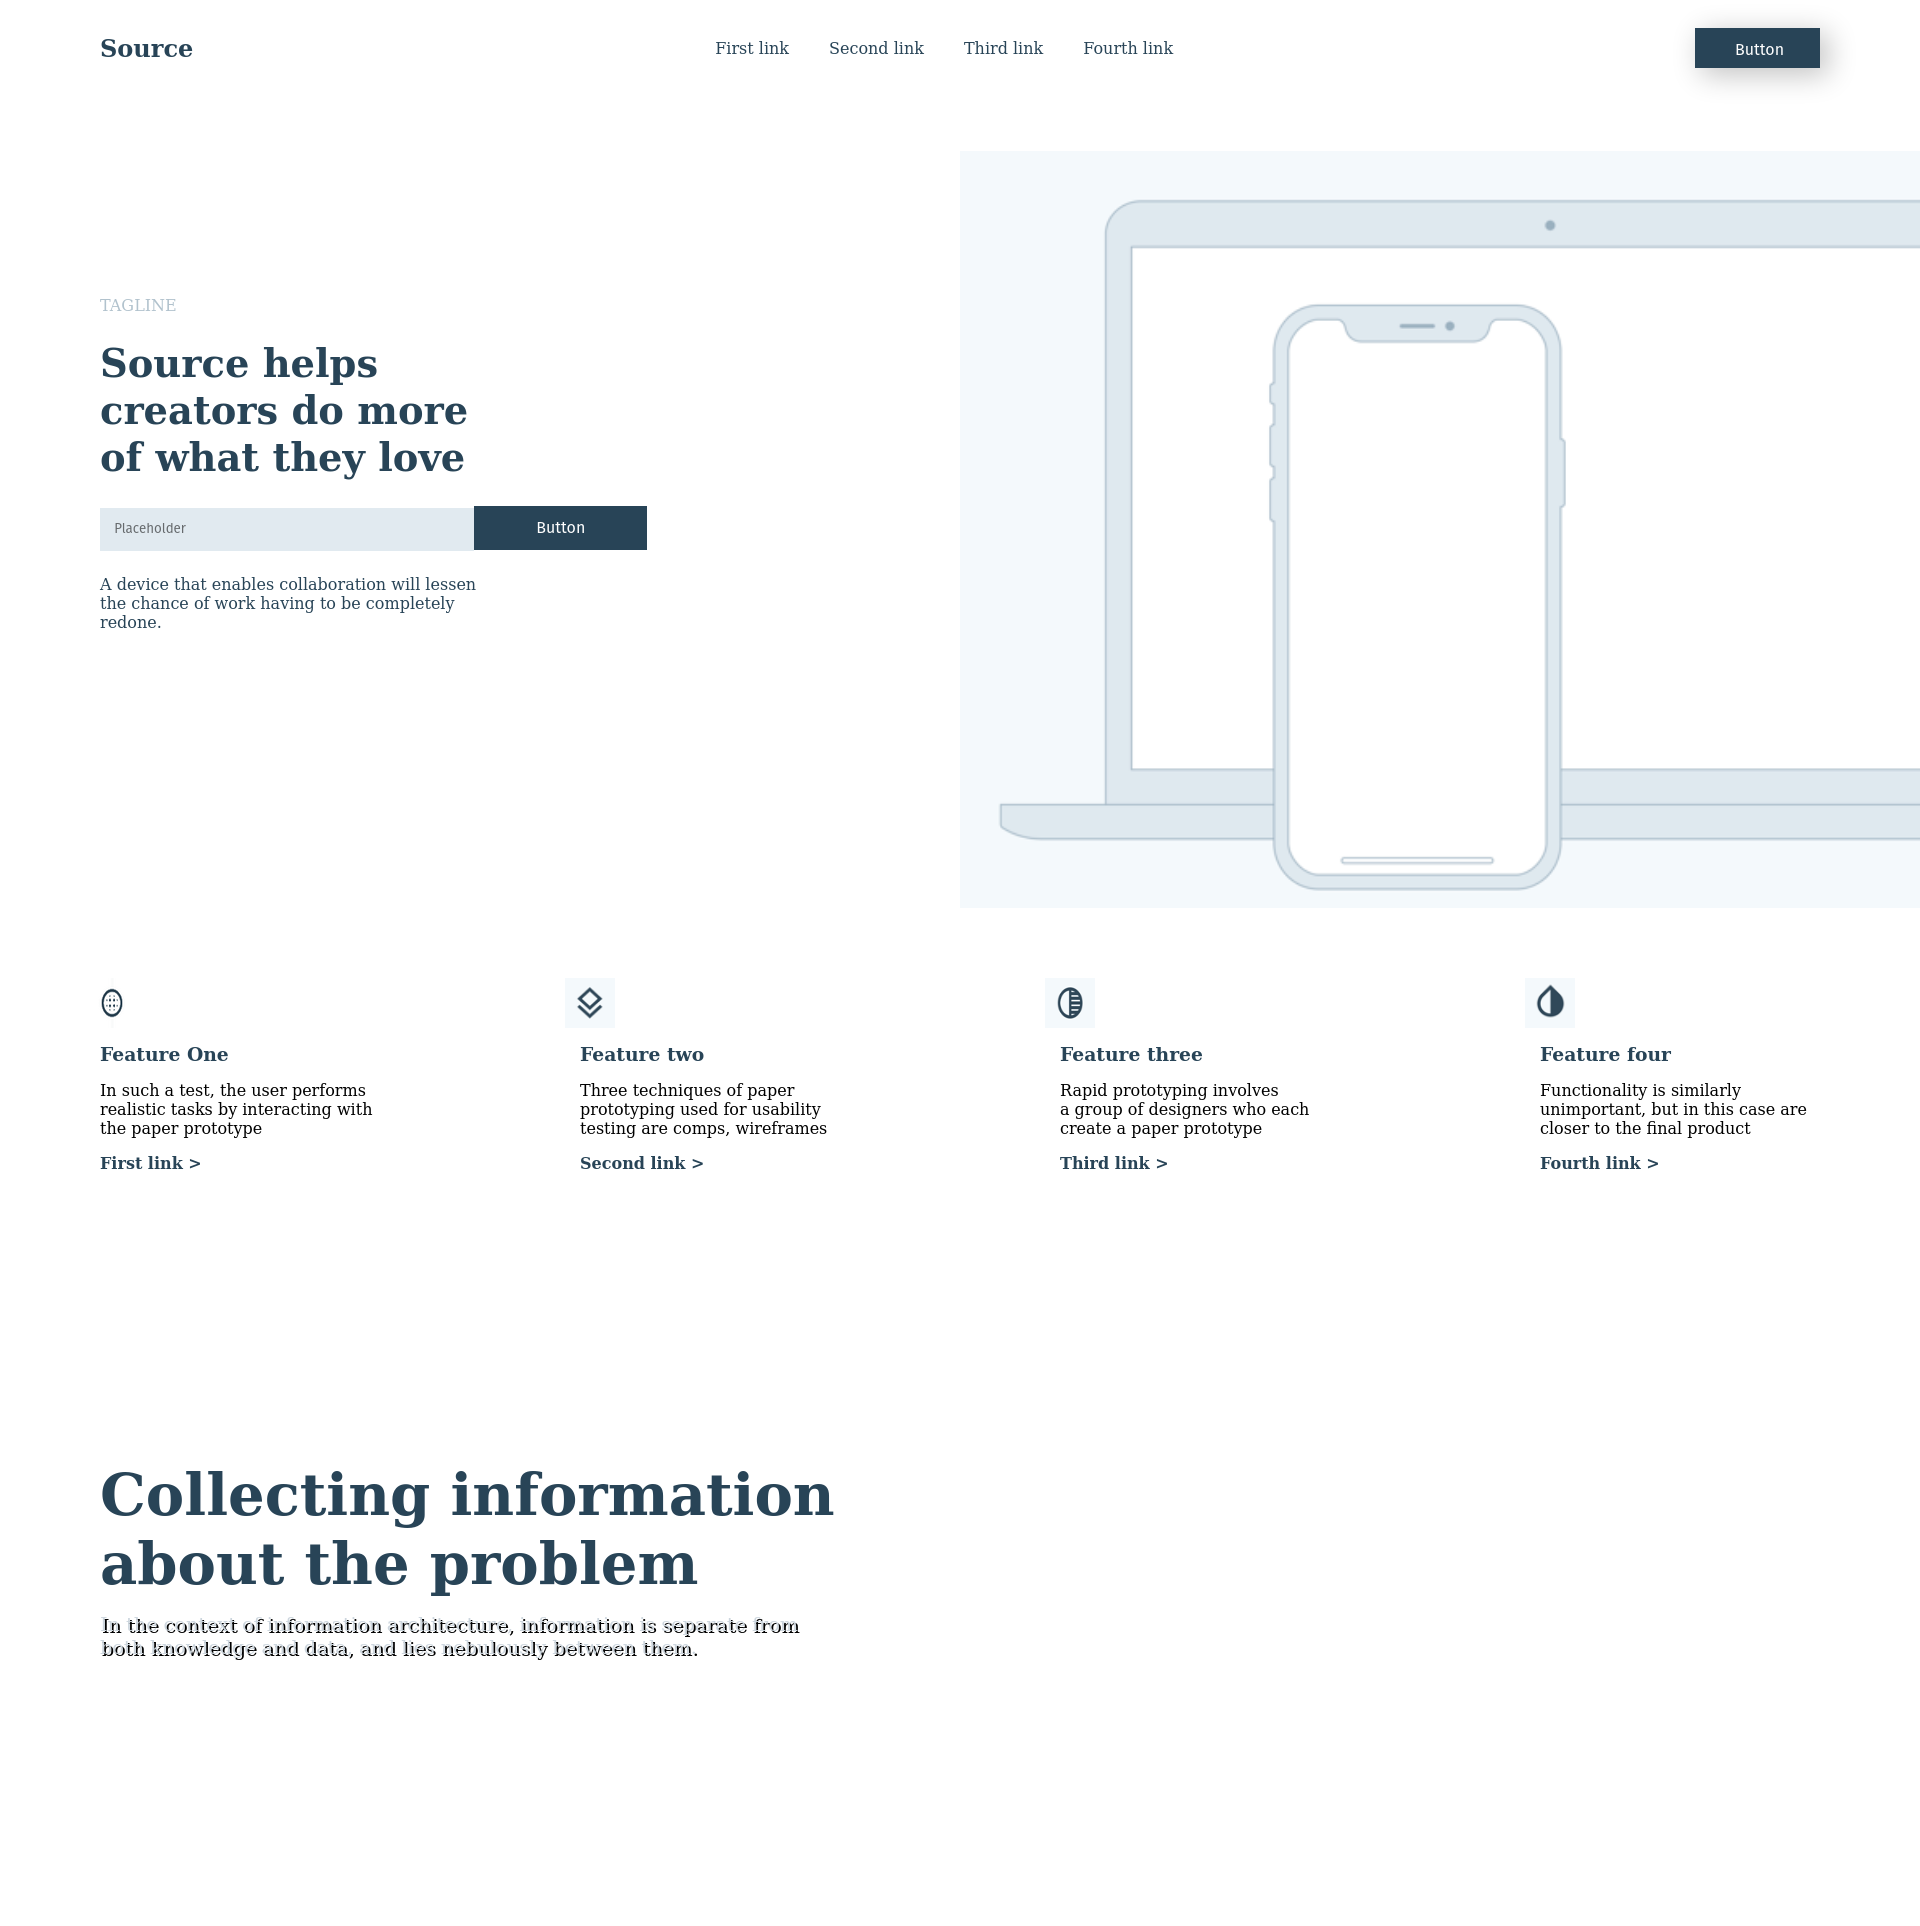 Source
First link
Second link
Third link
Fourth link
Button
TAGLINE
Source helps
creators do more
of what they love
Placeholder
Button
A device that enables collaboration will lessen
the chance of work having to be completely
redone.
Feature One
In such a test, the user performs
realistic tasks by interacting with
the paper prototype
First link >
Feature two
Three techniques of paper
prototyping used for usability
testing are comps, wireframes
Second link >
Feature three
Rapid prototyping involves
a group of designers who each
create a paper prototype
Third link >
Feature four
Functionality is similarly
unimportant, but in this case are
closer to the final product
Fourth link >
Collecting information
about the problem
In the context of information architecture, information is separate from
both knowledge and data, and lies nebulously between them.